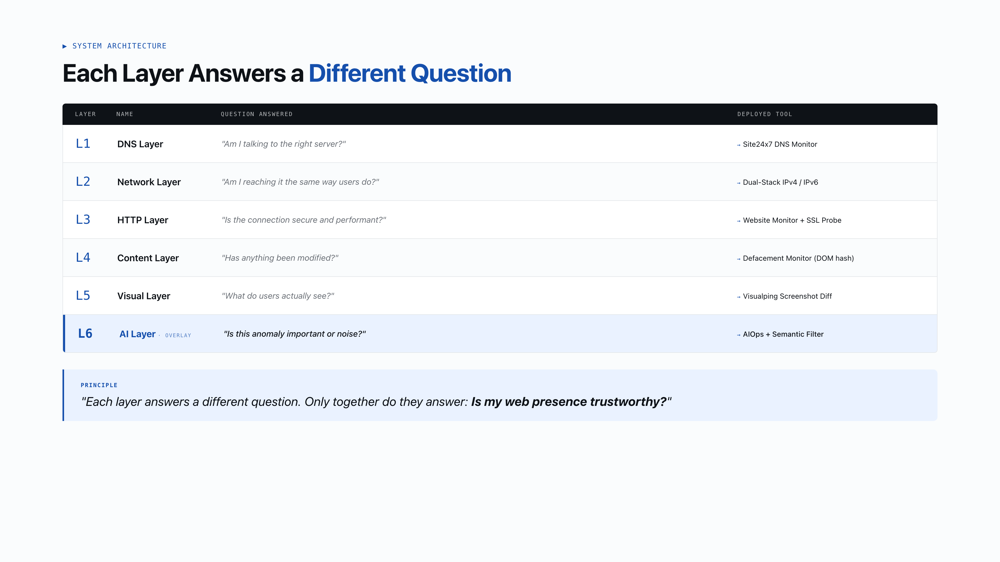 ▶ SYSTEM ARCHITECTURE
Each Layer Answers a Different Question
LAYER NAME QUESTION ANSWERED DEPLOYED TOOL
L1 DNS Layer "Am I talking to the right server?" → Site24x7 DNS Monitor
L2 Network Layer "Am I reaching it the same way users do?" → Dual-Stack IPv4 / IPv6
L3 HTTP Layer "Is the connection secure and performant?" → Website Monitor + SSL Probe
L4 Content Layer "Has anything been modified?" → Defacement Monitor (DOM hash)
L5 Visual Layer "What do users actually see?" → Visualping Screenshot Diff
L6 AI Layer · OVERLAY "Is this anomaly important or noise?" → AIOps + Semantic Filter
PRINCIPLE
"Each layer answers a different question. Only together do they answer: Is my web presence trustworthy?"